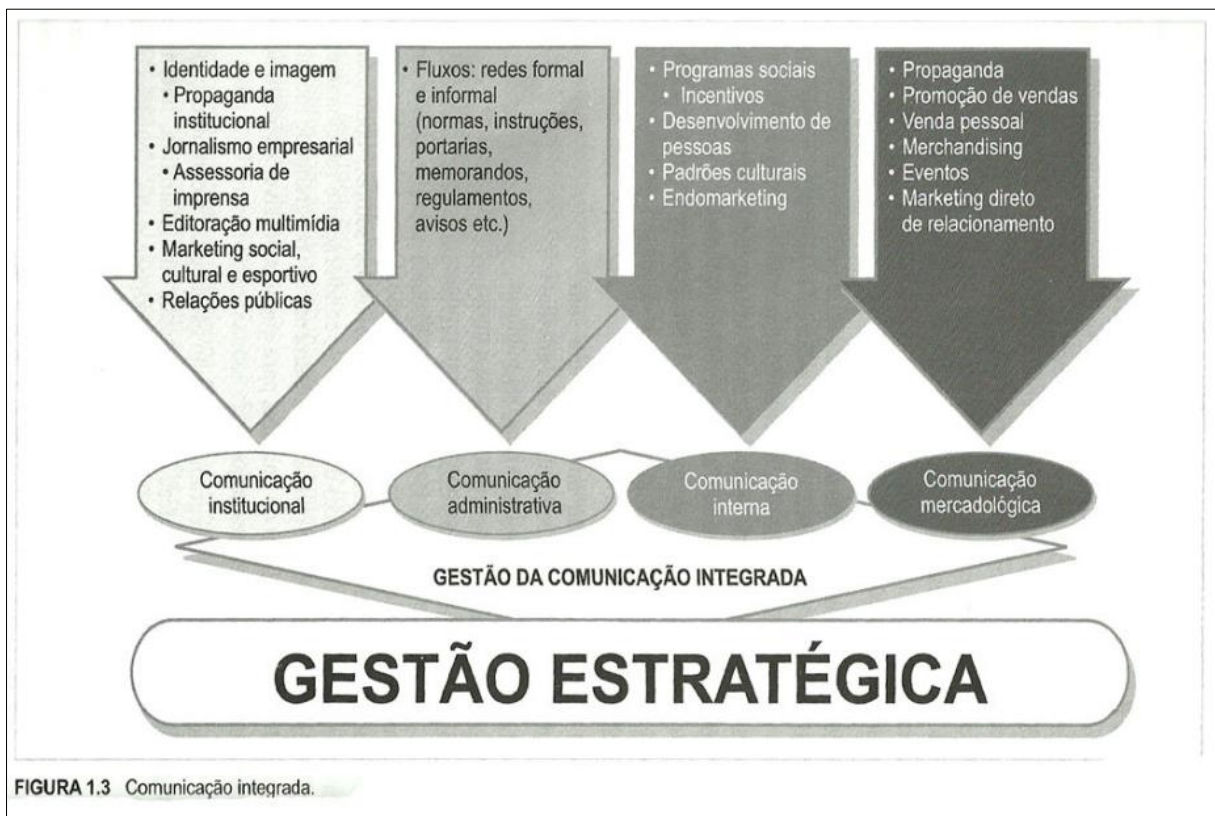 • Identidade e imagem
• Propaganda
institucional
• Jornalismo empresarial
• Assessoria de
imprensa
• Editoração multimídia
• Marketing social,
cultural e esportivo
• Relações públicas
• Fluxos: redes formal
e informal
(normas, instruções,
portarias,
memorandos,
regulamentos,
avisos etc.)
• Programas sociais
• Incentivos
• Desenvolvimento de
pessoas
• Padrões culturais
• Endomarketing
• Propaganda
• Promoção de vendas
• Venda pessoal
• Merchandising
• Eventos
• Marketing direto
de relacionamento
Comunicação
institucional
Comunicação
administrativa
Comunicação
interna
Comunicação
mercadológica
GESTÃO DA COMUNICAÇÃO INTEGRADA
GESTÃO ESTRATÉGICA
FIGURA 1.3 Comunicação integrada.